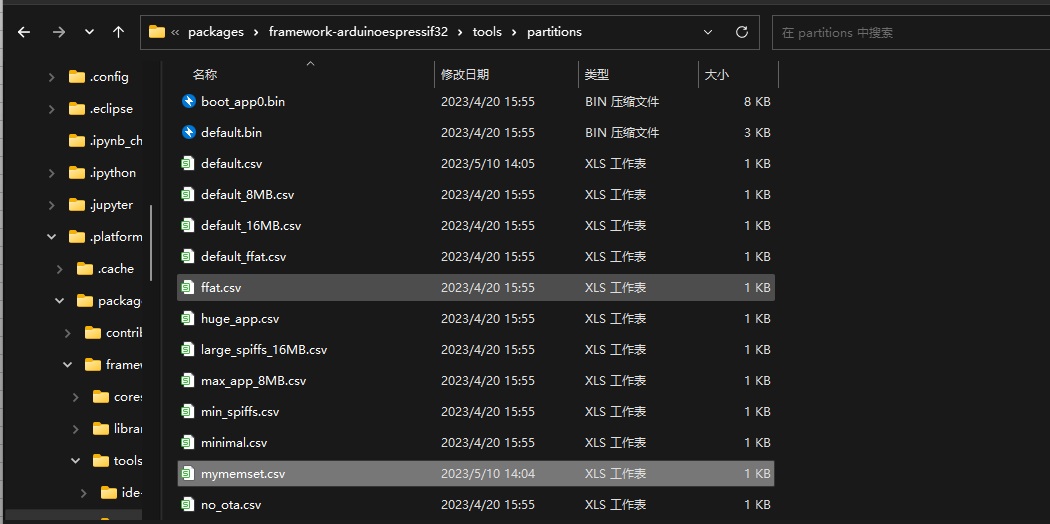 « packages › framework-arduinoespressif32 › tools › partitions
在 partitions 中搜索
.config
.eclipse
.ipynb_ch
.ipython
.jupyter
.platform
.cache
packag
contrib
framew
cores
librar
tools
ide-
名称 修改日期 类型 大小
boot_app0.bin 2023/4/20 15:55 BIN 压缩文件 8 KB
default.bin 2023/4/20 15:55 BIN 压缩文件 3 KB
default.csv 2023/5/10 14:05 XLS 工作表 1 KB
default_8MB.csv 2023/4/20 15:55 XLS 工作表 1 KB
default_16MB.csv 2023/4/20 15:55 XLS 工作表 1 KB
default_ffat.csv 2023/4/20 15:55 XLS 工作表 1 KB
ffat.csv 2023/4/20 15:55 XLS 工作表 1 KB
huge_app.csv 2023/4/20 15:55 XLS 工作表 1 KB
large_spiffs_16MB.csv 2023/4/20 15:55 XLS 工作表 1 KB
max_app_8MB.csv 2023/4/20 15:55 XLS 工作表 1 KB
min_spiffs.csv 2023/4/20 15:55 XLS 工作表 1 KB
minimal.csv 2023/4/20 15:55 XLS 工作表 1 KB
mymemset.csv 2023/5/10 14:04 XLS 工作表 1 KB
no_ota.csv 2023/4/20 15:55 XLS 工作表 1 KB